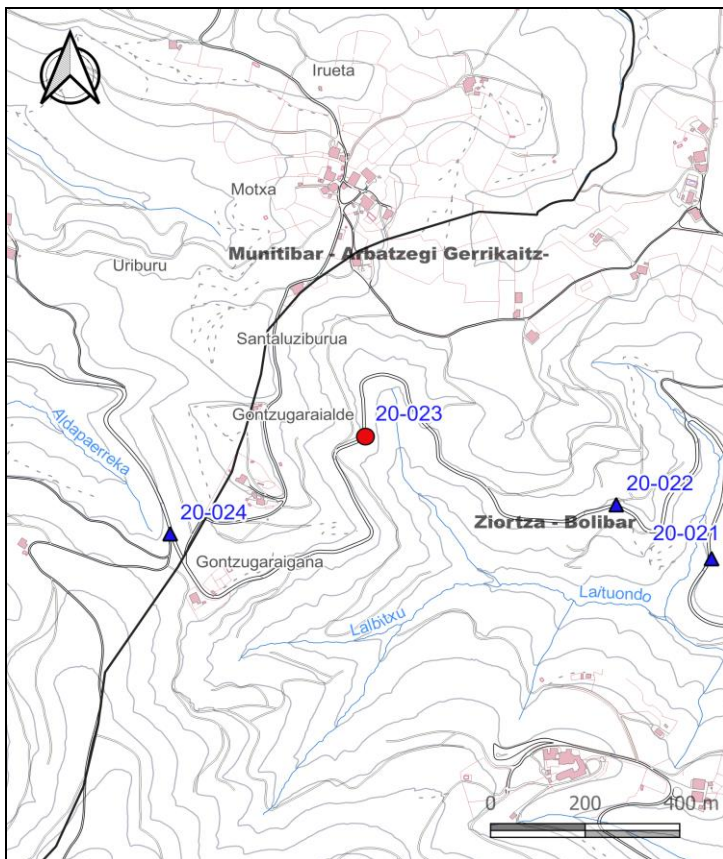 Irueta
Motxa
Munitibar - Arbatzegi Gerrikaitz-
Uriburu
Santaluziburua
Gontzugaraialde
20-023
Aldapaerreka
20-022
20-024
Ziortza - Bolibar
20-021
Gontzugaraigana
Laituondo
Lalbitxu
0 200 400 m